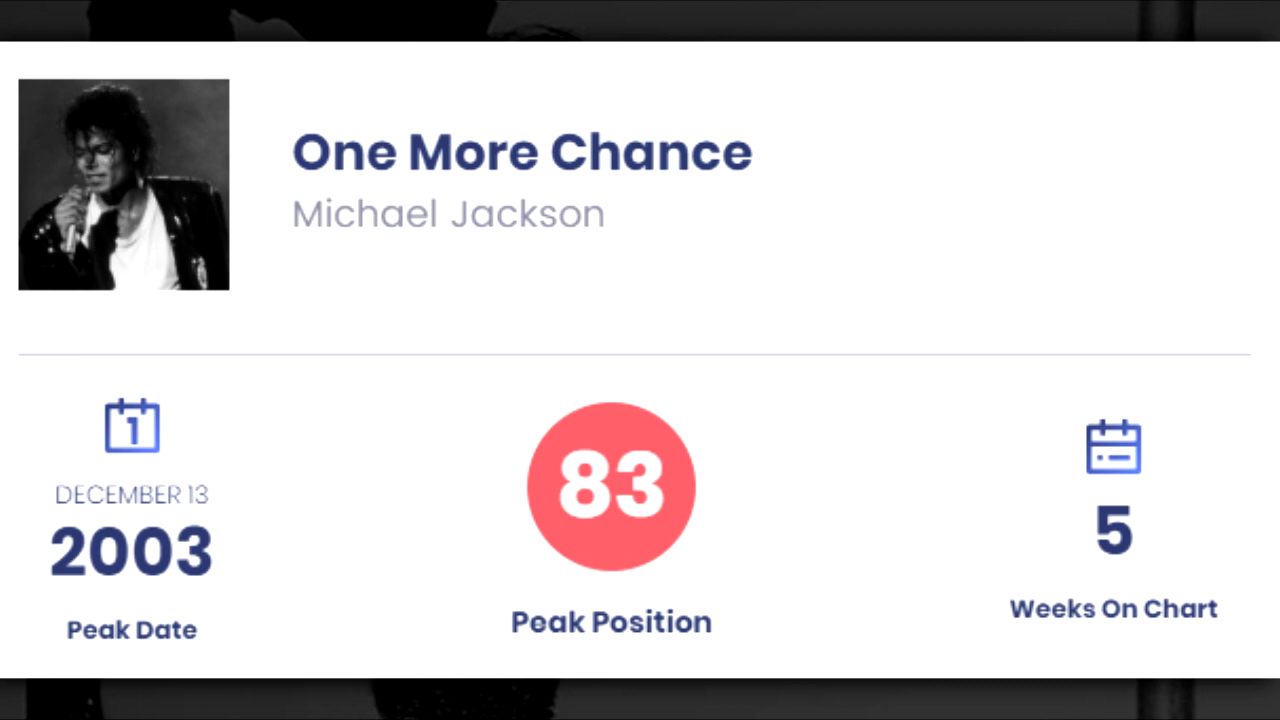 One More Chance
Michael Jackson
1
DECEMBER 13
2003
Peak Date
83
Peak Position
5
Weeks On Chart